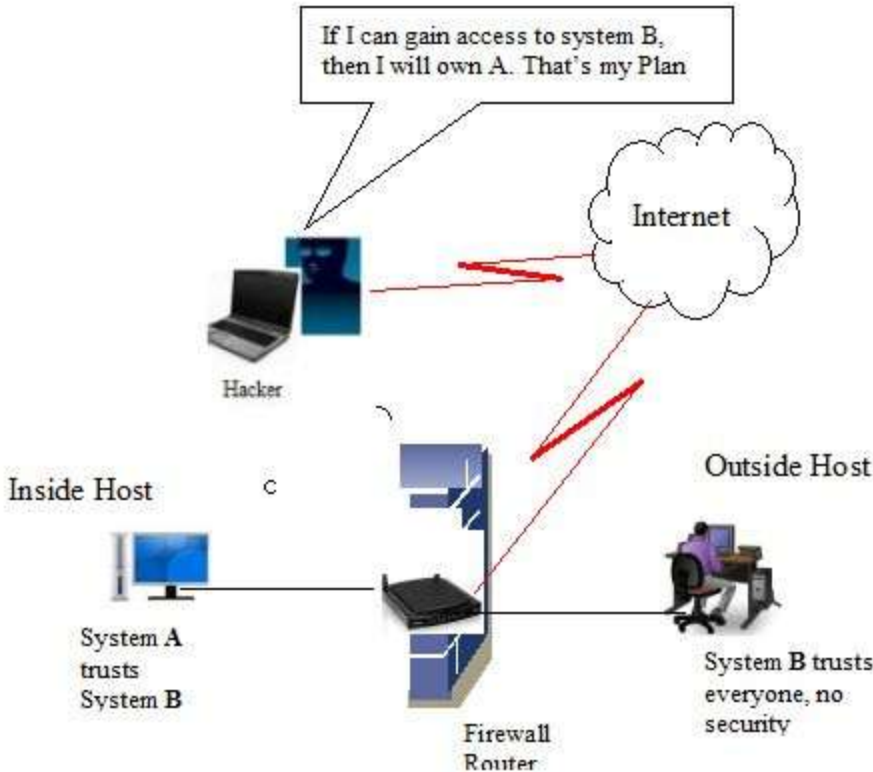 If I can gain access to system B,
then I will own A. That's my Plan
Internet
Hacker
Inside Host
C
Outside Host
System A
trusts
System B
System B trusts
everyone, no
security
Firewall
Router